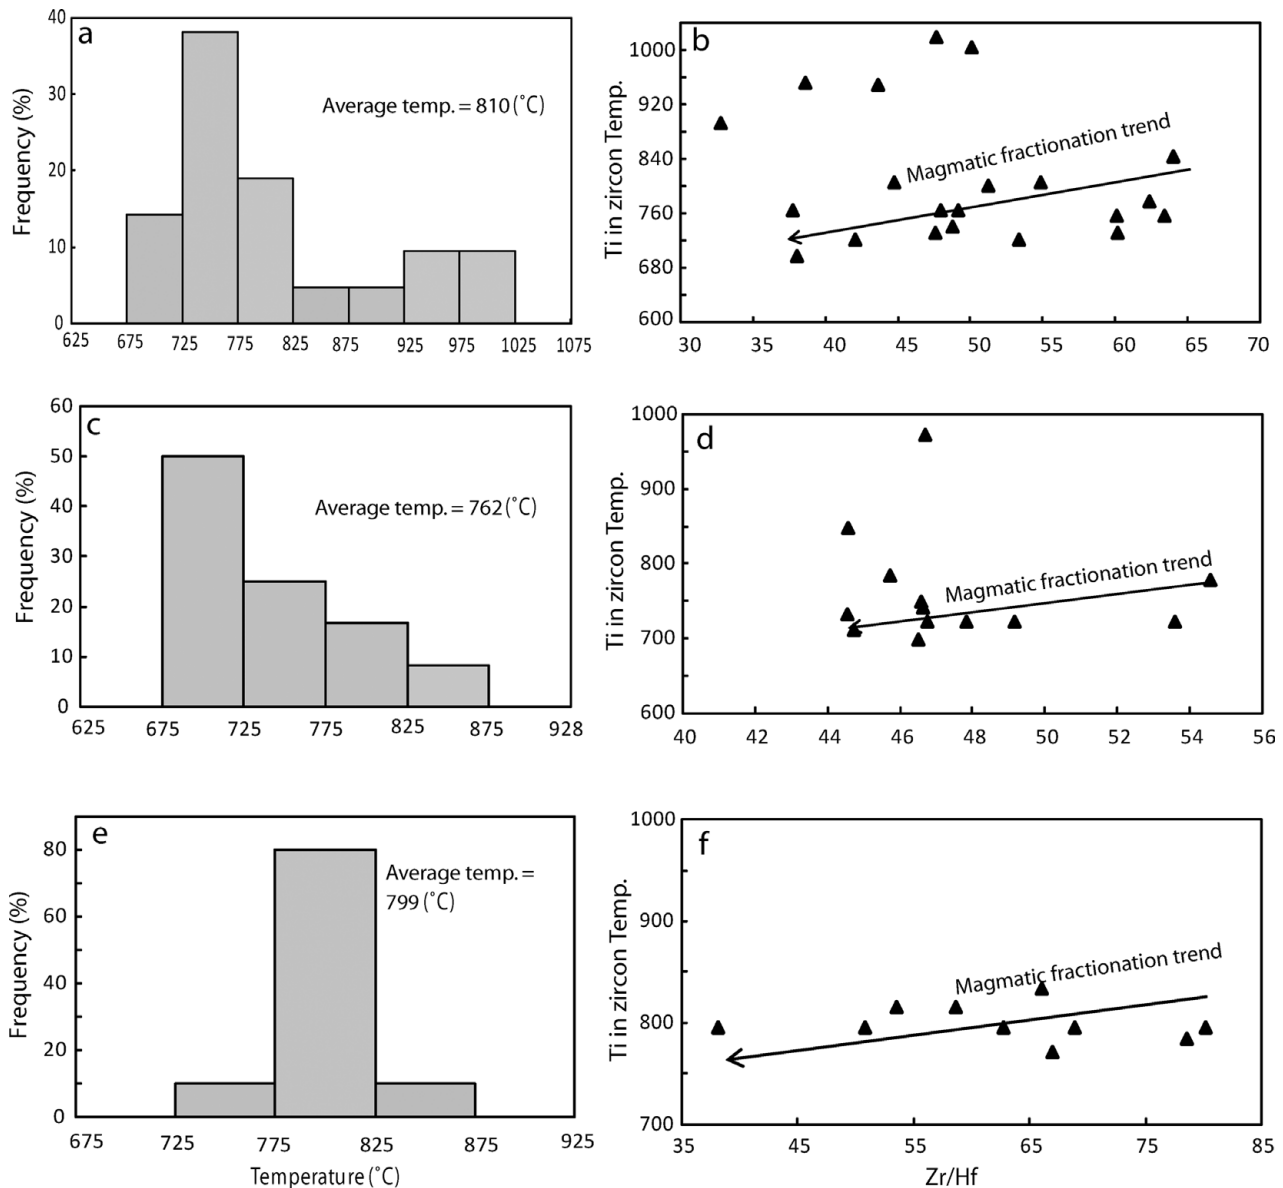 a
Average temp. = 810 (˚C)
Frequency (%)
40
30
20
10
0
625 675 725 775 825 875 925 975 1025 1075
b
Magmatic fractionation trend
Ti in zircon Temp.
1000
920
840
760
680
600
30 35 40 45 50 55 60 65 70
c
Average temp. = 762 (˚C)
Frequency (%)
60
50
40
30
20
10
0
625 675 725 775 825 875 928
d
Magmatic fractionation trend
Ti in zircon Temp.
1000
900
800
700
600
40 42 44 46 48 50 52 54 56
e
Average temp. =
799 (˚C)
Frequency (%)
80
60
40
20
0
675 725 775 825 875 925
Temperature (˚C)
f
Magmatic fractionation trend
Ti in zircon Temp.
1000
900
800
700
35 45 55 65 75 85
Zr/Hf